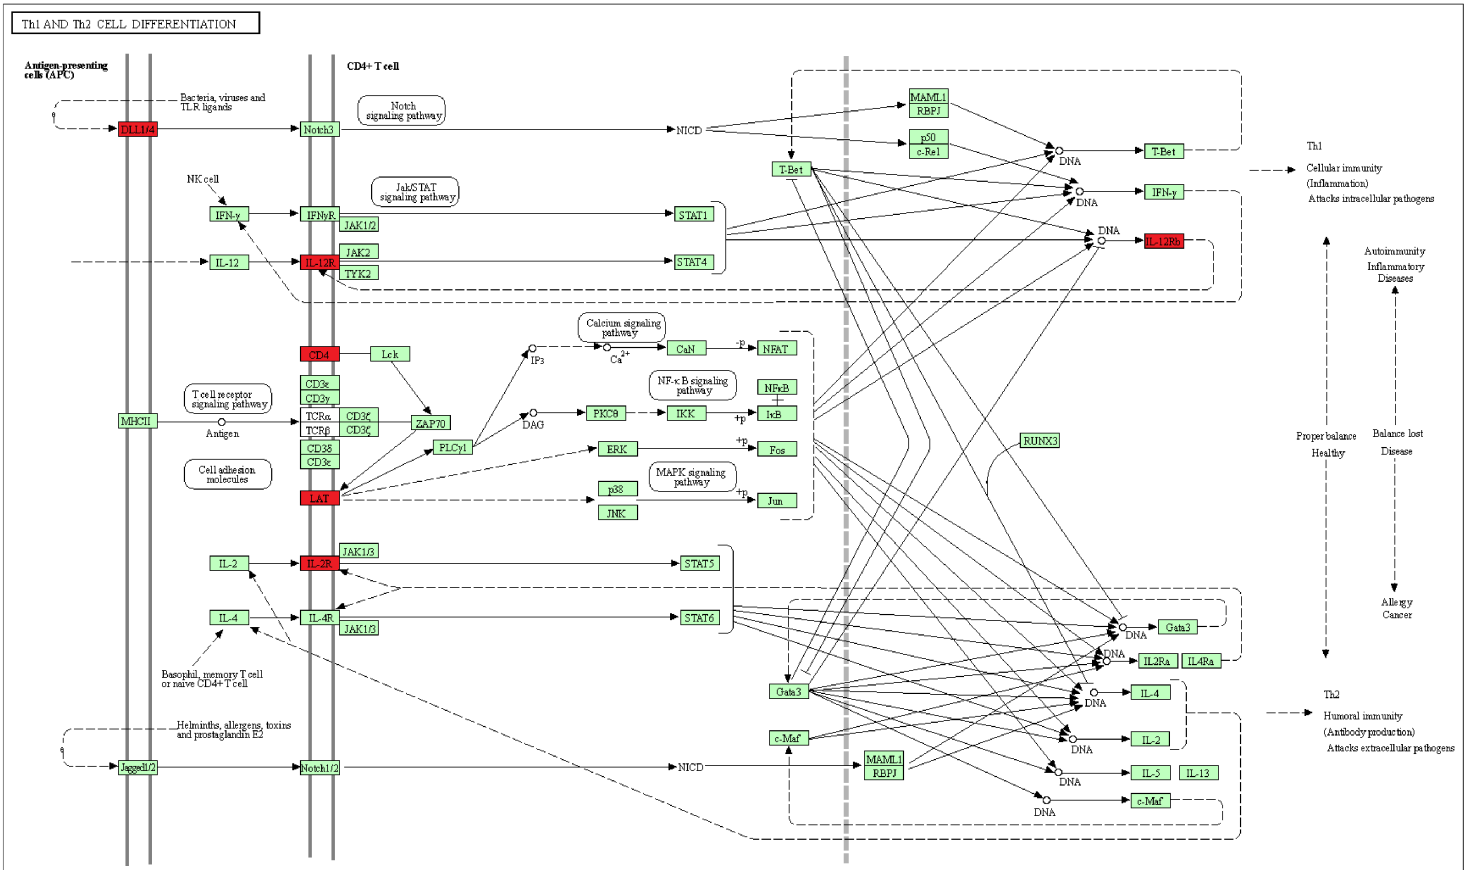 Th1 AND Th2 CELL DIFFERENTIATION
Antigen-presenting
cells (APC)
CD4+ T cell
Bacteria, viruses and
TLR ligands
e
DLL1/4
Notch3
Notch
signaling pathway
NICD
MAML1
RBPJ
p50
c-Rel
DNA
T-Bet
T-Bet
Th1
Cellular immunity
(Inflammation)
Attacks intracellular pathogens
NK cell
Jak/STAT
signaling pathway
IFN-γ
IFNγR
JAK1/2
STAT1
DNA
IFN-γ
IL-12
IL-12R
JAK2
TYK2
STAT4
DNA
IL-12Rb
Autoimmunity
Inflammatory
Diseases
Calcium signaling
pathway
CD4
Lck
IP3
Ca2+
CaN
-p
NFAT
CD3ε
CD3γ
T cell receptor
signaling pathway
NF-κB signaling
pathway
NFκB
MHCII
Antigen
TCRα
TCRβ
CD3ζ
CD3ζ
ZAP70
DAG
PKCθ
IKK
+p
IκB
CD3δ
CD3ε
PLCγ1
ERK
+p
Fos
RUNX3
Proper balance
Healthy
Balance lost
Disease
Cell adhesion
molecules
LAT
MAPK signaling
pathway
p38
JNK
+p
Jun
IL-2
IL-2R
JAK1/3
STAT5
IL-4
IL-4R
JAK1/3
STAT6
Allergy
Cancer
DNA
Gata3
DNA
IL2Ra
IL4Ra
Basophil, memory T cell
or naive CD4+ T cell
Gata3
DNA
IL-4
Th2
Humoral immunity
(Antibody production)
Attacks extracellular pathogens
Helminths, allergens, toxins
and prostaglandin E2
e
c-Maf
DNA
IL-2
Jagged1/2
Notch1/2
NICD
MAML1
RBPJ
DNA
IL-5
IL-13
DNA
c-Maf